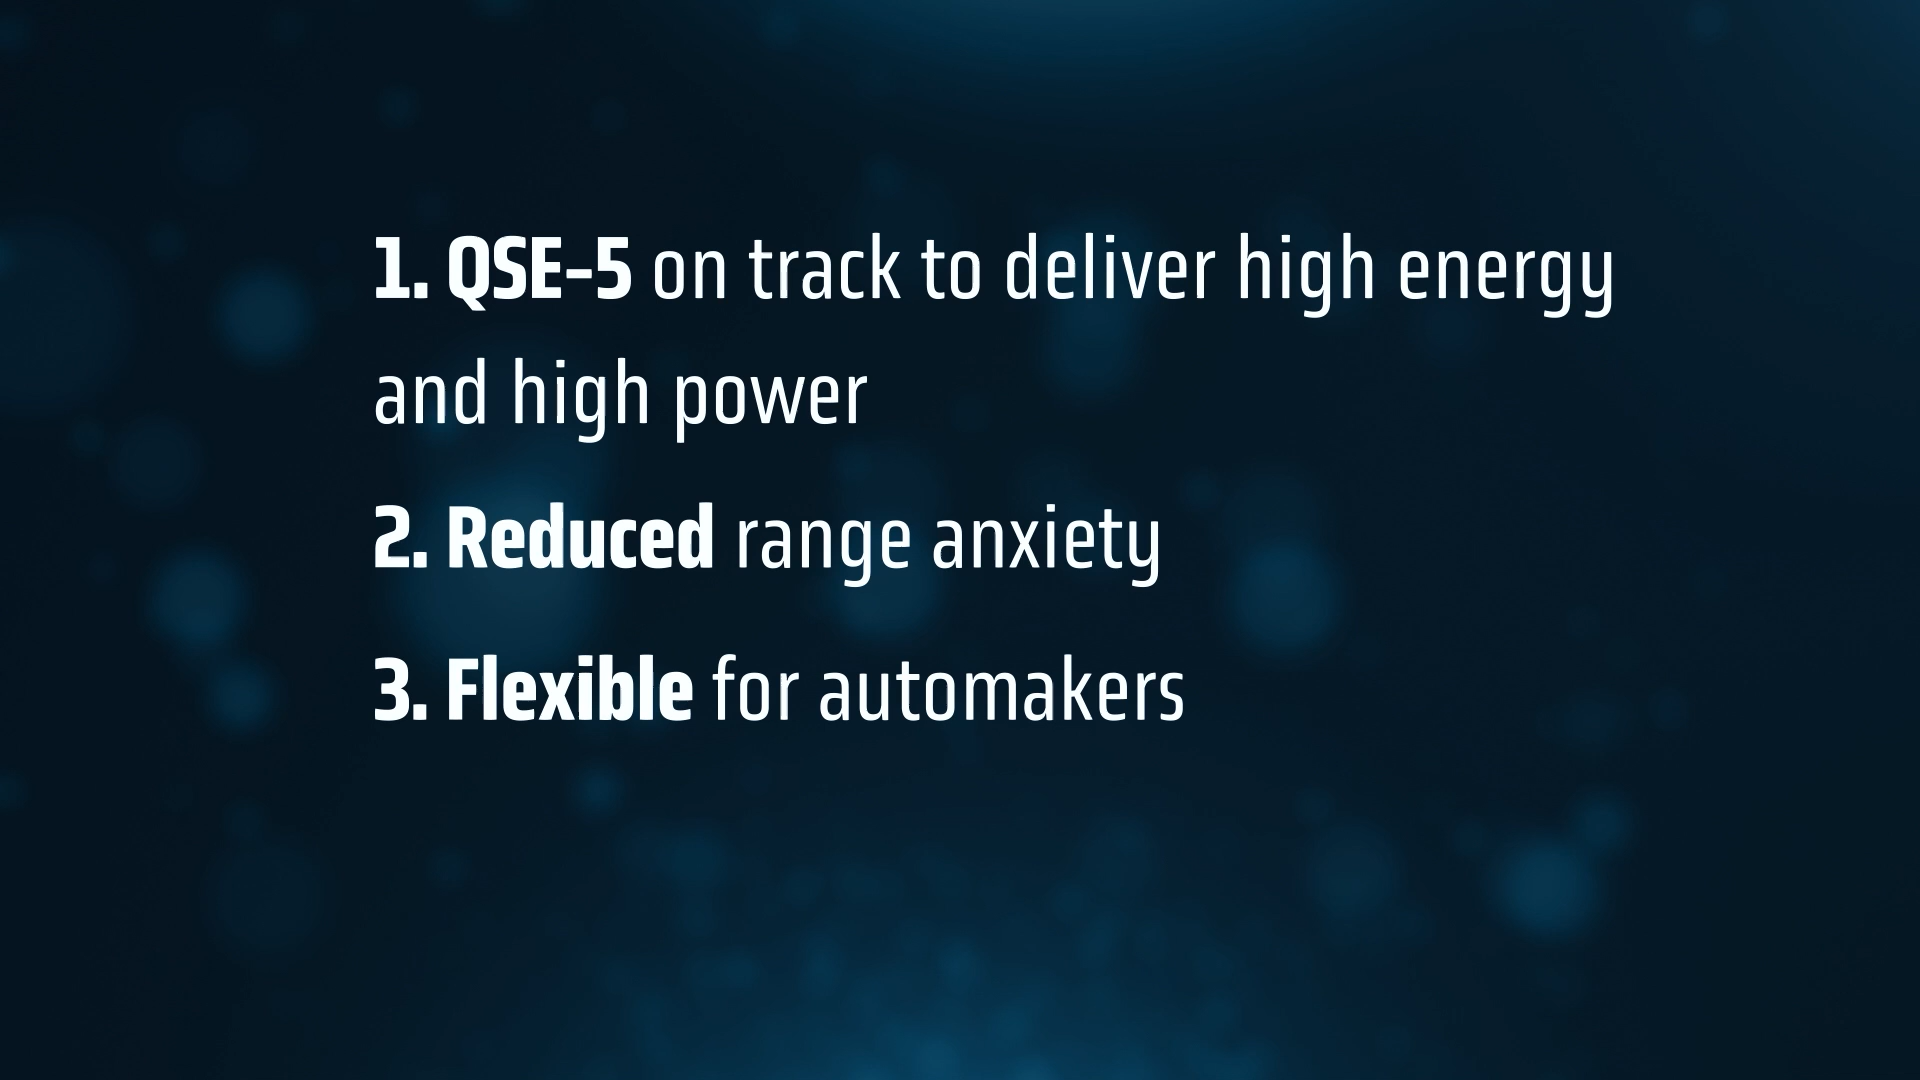 1. QSE-5 on track to deliver high energy
and high power
2. Reduced range anxiety
3. Flexible for automakers